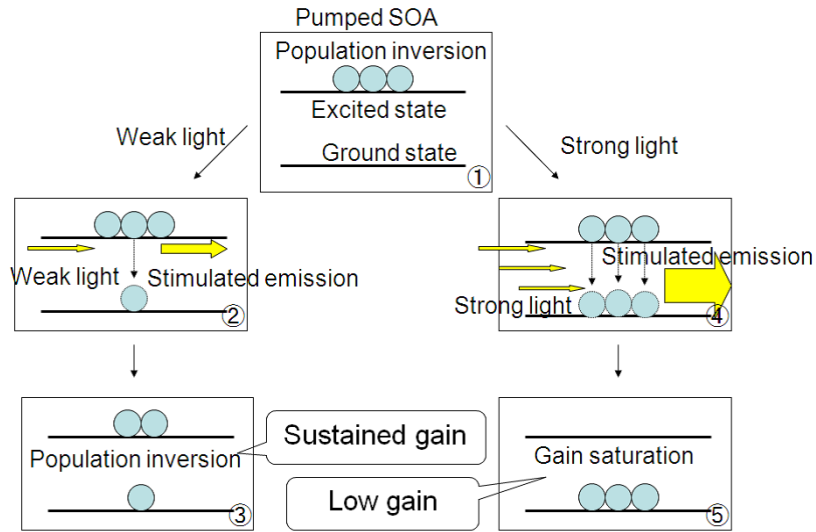 Pumped SOA
Population inversion
Excited state
Ground state
①
Weak light
Strong light
Weak light
Stimulated emission
②
Stimulated emission
Strong light
④
Population inversion
③
Sustained gain
Low gain
Gain saturation
⑤